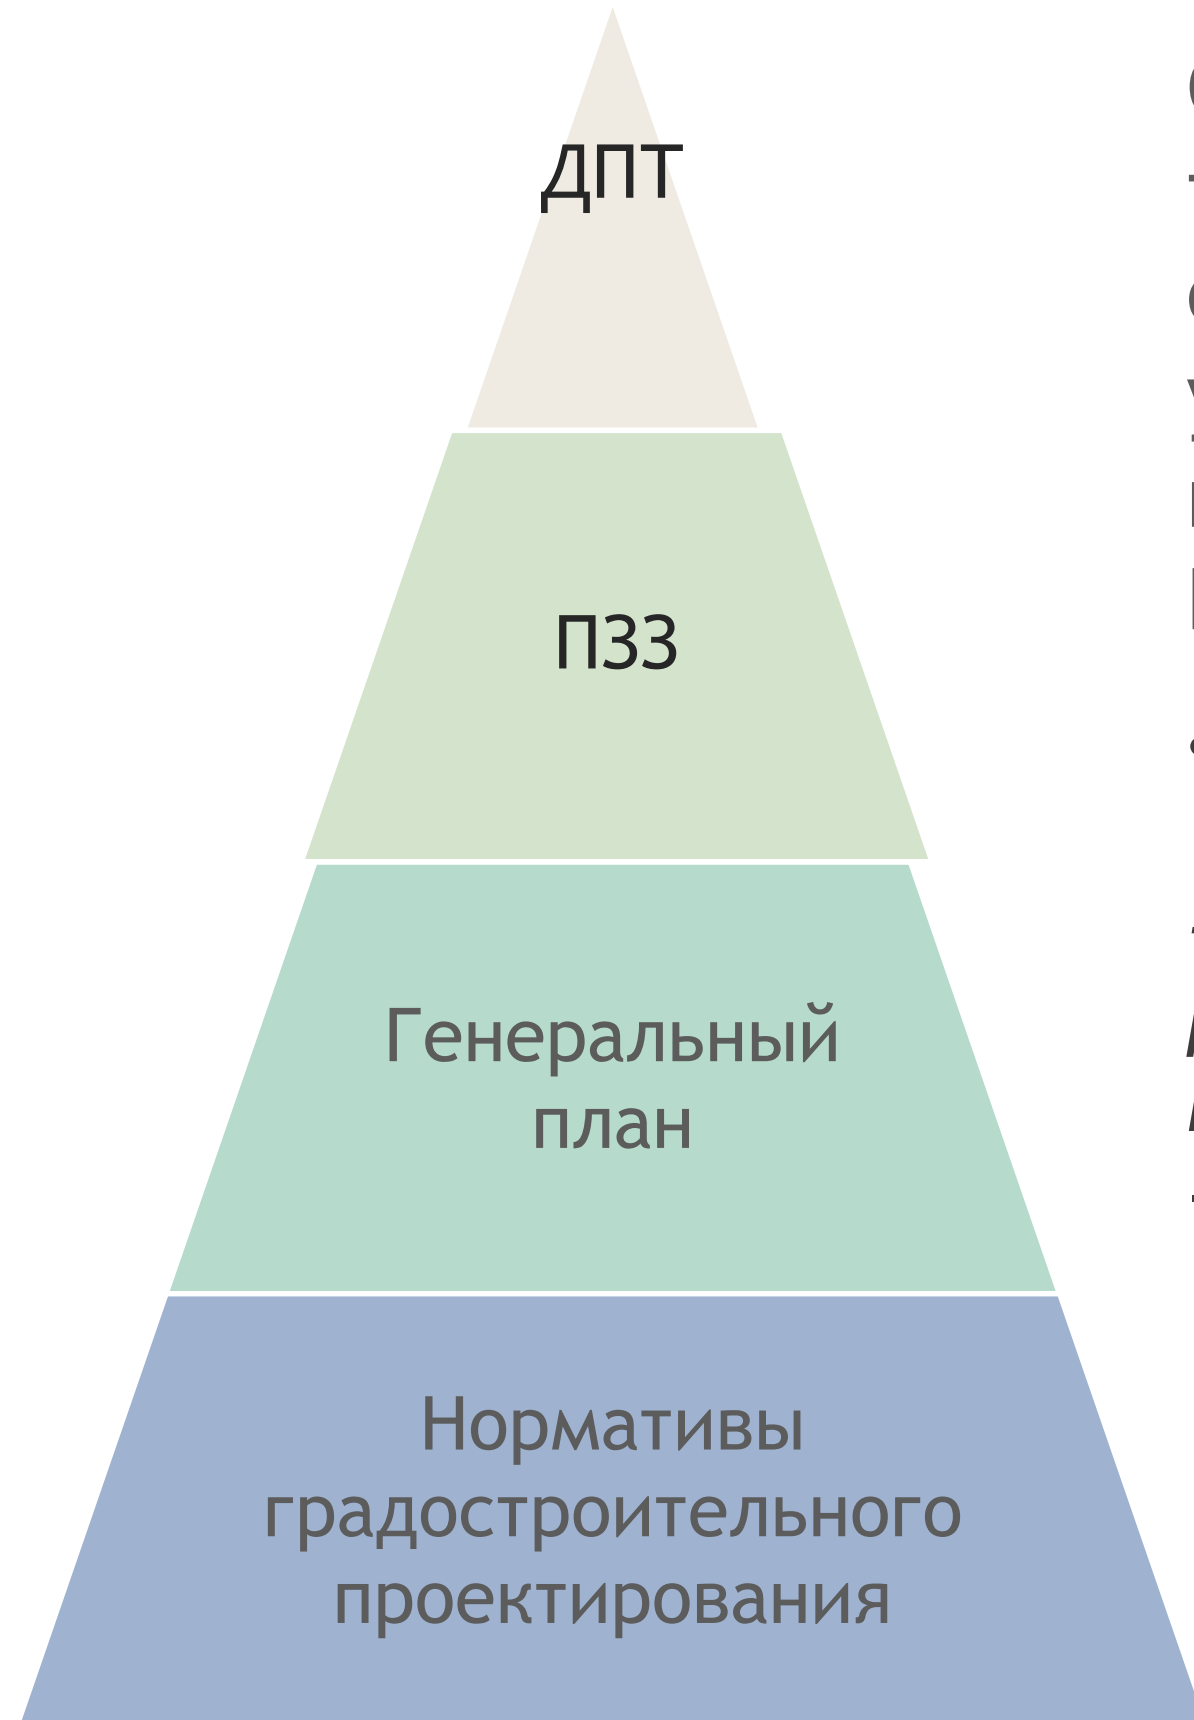 ДПТ
ПЗЗ
Генеральный
план
Нормативы
градостроительного
проектирования